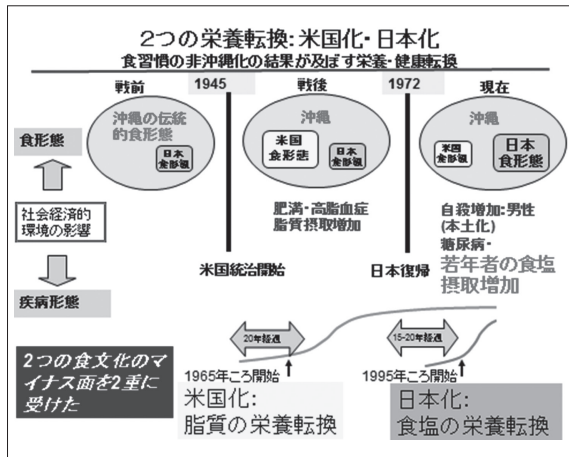 2つの栄養転換：米国化・日本化
食習慣の非沖縄化の結果が及ぼす栄養・健康転換
戦前
1945
戦後
1972
現在
食形態
沖縄の伝統
的食形態
日本
食形態
沖縄
米国
食形態
日本
食形態
沖縄
米国
食形態
日本
食形態
社会経済的
環境の影響
肥満・高脂血症
脂質摂取増加
自殺増加：男性
(本土化)
糖尿病・
若年者の食塩
摂取増加
米国統治開始
日本復帰
疾病形態
20年経過
15-20年経過
2つの食文化のマ
イナス面を2重に
受けた
1965年ころ開始
米国化：
脂質の栄養転換
1995年ころ開始
日本化：
食塩の栄養転換